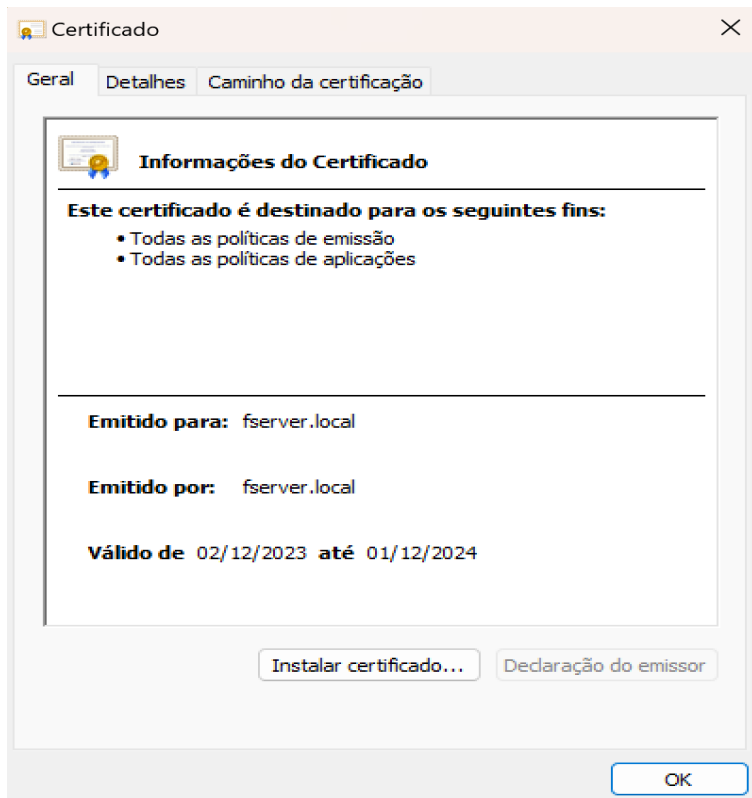 Certificado
Geral Detalhes Caminho da certificação
Informações do Certificado
Este certificado é destinado para os seguintes fins:
• Todas as políticas de emissão
• Todas as políticas de aplicações
Emitido para: fserver.local
Emitido por: fserver.local
Válido de 02/12/2023 até 01/12/2024
Instalar certificado... Declaração do emissor
OK